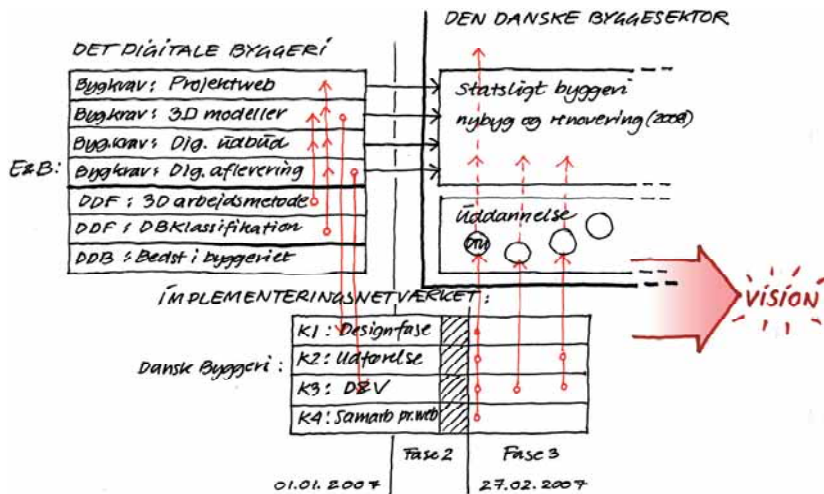 DEN DANSKE BYGGESEKTOR
DET DIGITALE BYGGERI
Bygkrav: Projektweb
Bygkrav: 3D modeller
Bygkrav: Dig. udbud
Bygkrav: Dig. aflevering
E&B:
DDF: 3D arbejdsmetode
DDF: DBKlassifikation
DDB: Bedst i byggeriet
Statsligt byggeri
nybyg og renovering (2008)
Uddannelse
DTU
VISION
IMPLEMENTERINGSNETVÆRKET:
Dansk Byggeri:
K1: Designfase
K2: Udførelse
K3: D&V
K4: Samarb pr.web
Fase 2
Fase 3
01.01.2007
27.02.2007